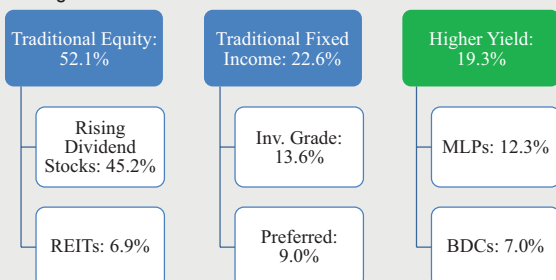 Traditional Equity:
52.1%
Rising
Dividend
Stocks: 45.2%
REITs: 6.9%
Traditional Fixed
Income: 22.6%
Inv. Grade:
13.6%
Preferred:
9.0%
Higher Yield:
19.3%
MLPs: 12.3%
BDCs: 7.0%